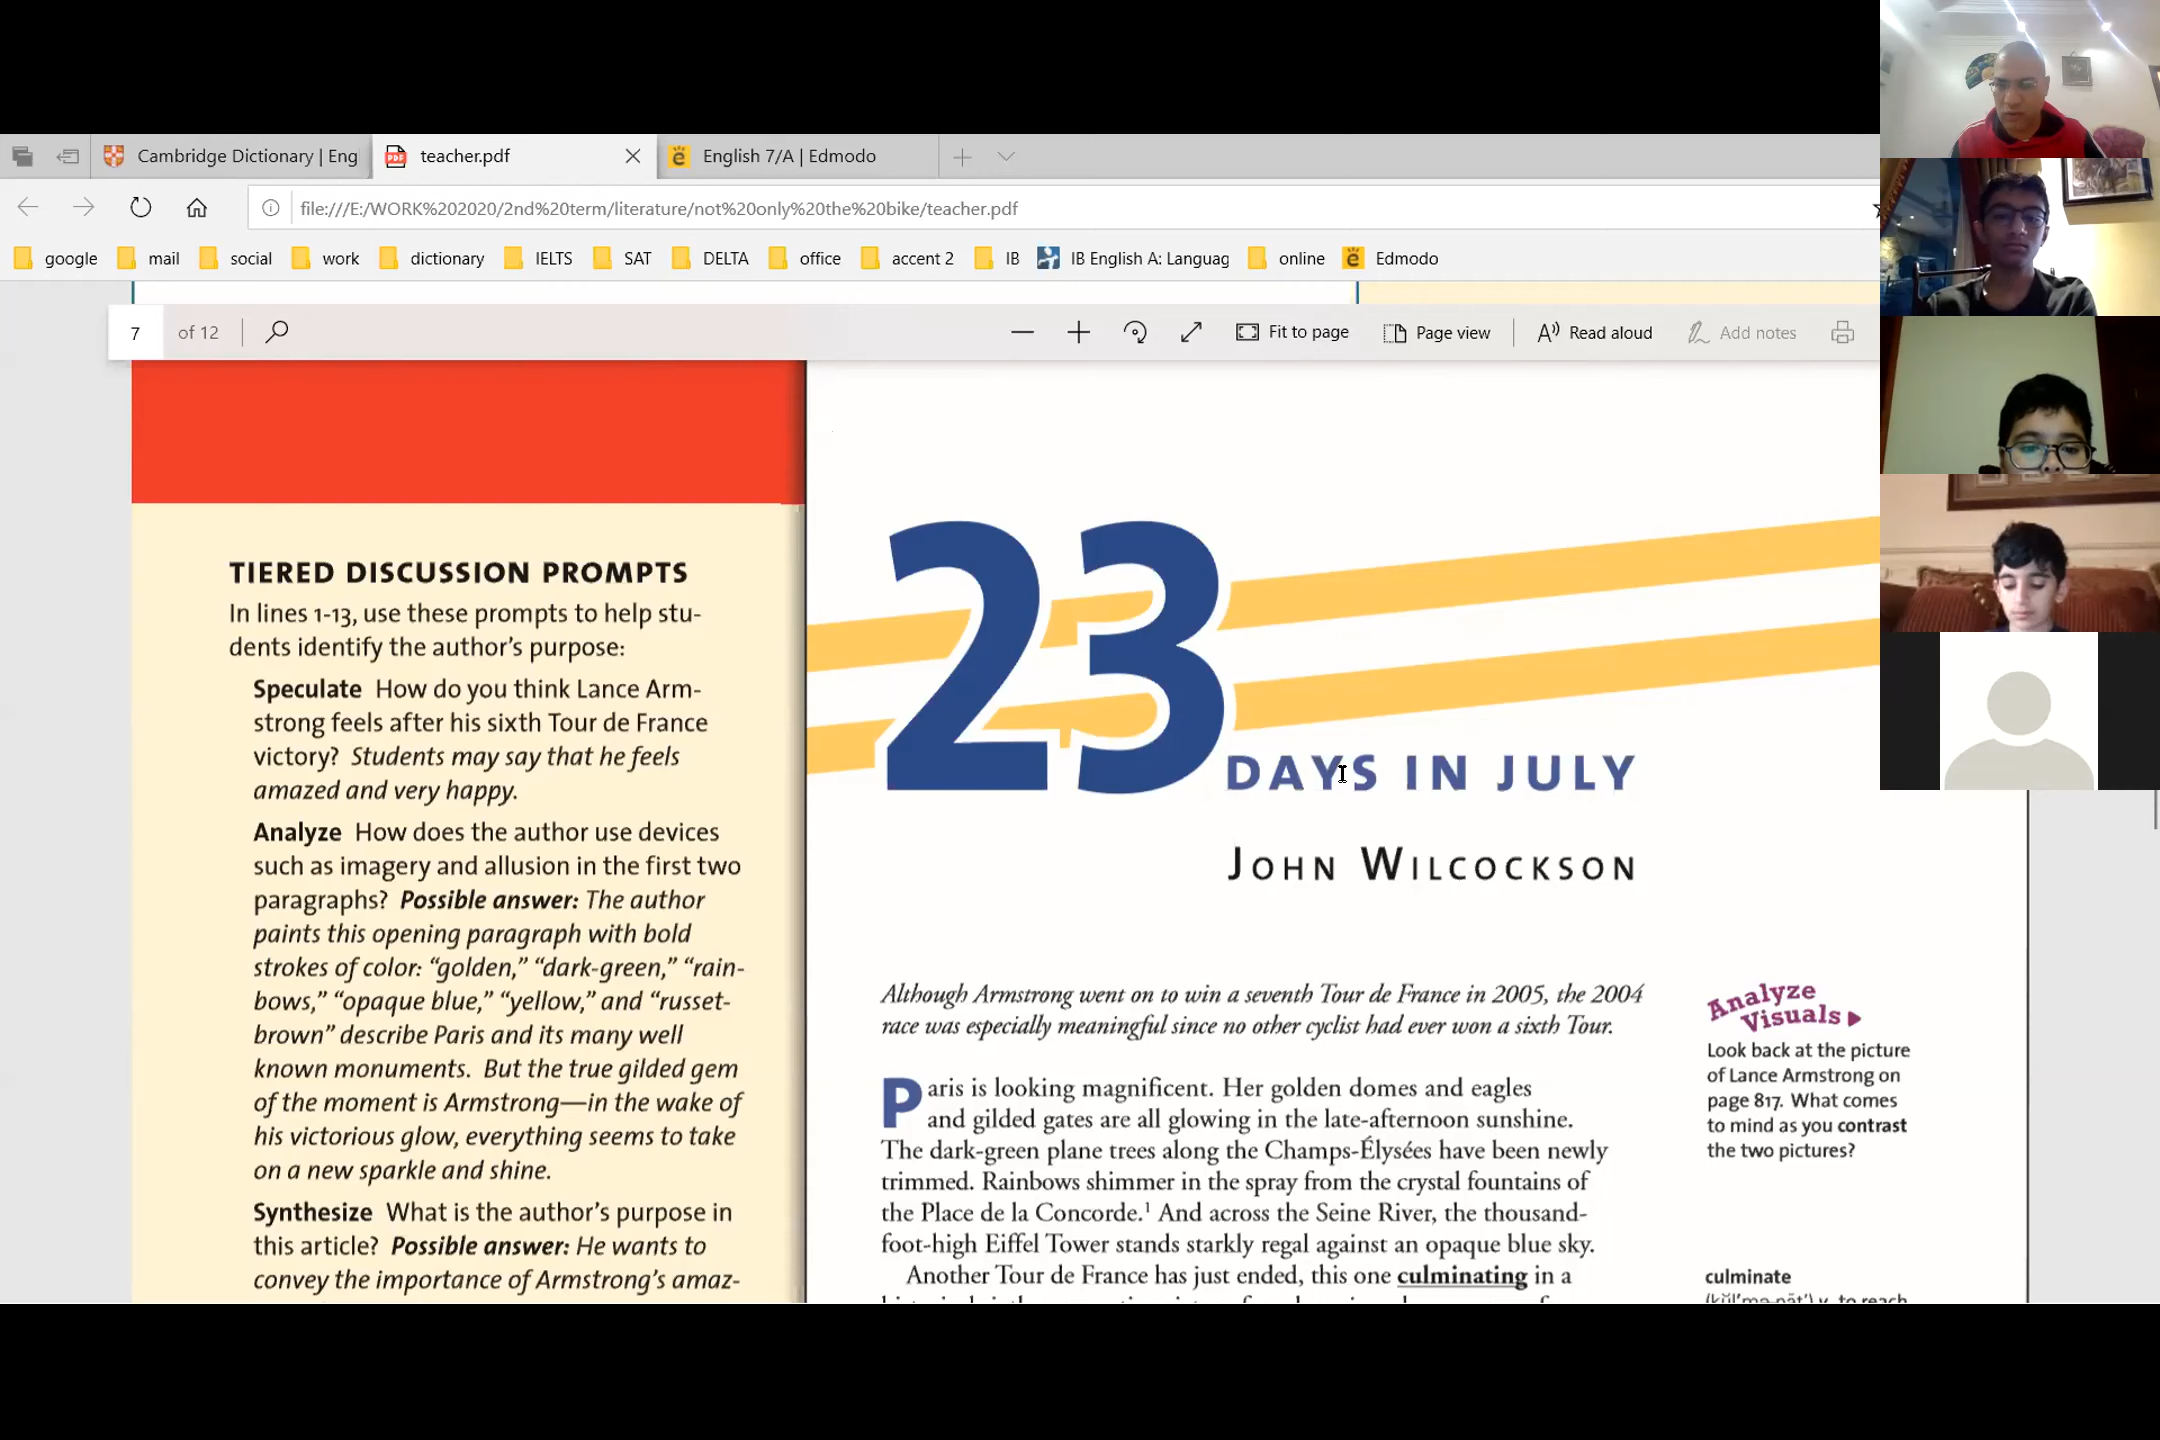 Cambridge Dictionary | Eng
teacher.pdf
English 7/A | Edmodo
file:///E:/WORK%202020/2nd%20term/literature/not%20only%20the%20bike/teacher.pdf
google
mail
social
work
dictionary
IELTS
SAT
DELTA
office
accent 2
IB
IB English A: Languag
online
Edmodo
7 of 12
Fit to page
Page view
Read aloud
Add notes
TIERED DISCUSSION PROMPTS
In lines 1-13, use these prompts to help stu-
dents identify the author's purpose:
Speculate How do you think Lance Arm-
strong feels after his sixth Tour de France
victory? Students may say that he feels
amazed and very happy.
Analyze How does the author use devices
such as imagery and allusion in the first two
paragraphs? Possible answer: The author
paints this opening paragraph with bold
strokes of color: “golden,” “dark-green,” “rain-
bows,” “opaque blue,” “yellow,” and “russet-
brown” describe Paris and its many well
known monuments. But the true gilded gem
of the moment is Armstrong—in the wake of
his victorious glow, everything seems to take
on a new sparkle and shine.
Synthesize What is the author's purpose in
this article? Possible answer: He wants to
convey the importance of Armstrong's amaz-
23 DAYS IN JULY
JOHN WILCOCKSON
Although Armstrong went on to win a seventh Tour de France in 2005, the 2004
race was especially meaningful since no other cyclist had ever won a sixth Tour.
Paris is looking magnificent. Her golden domes and eagles
and gilded gates are all glowing in the late-afternoon sunshine.
The dark-green plane trees along the Champs-Élysées have been newly
trimmed. Rainbows shimmer in the spray from the crystal fountains of
the Place de la Concorde.¹ And across the Seine River, the thousand-
foot-high Eiffel Tower stands starkly regal against an opaque blue sky.
Another Tour de France has just ended, this one culminating in a
Analyze
Visuals
Look back at the picture
of Lance Armstrong on
page 817. What comes
to mind as you contrast
the two pictures?
culminate